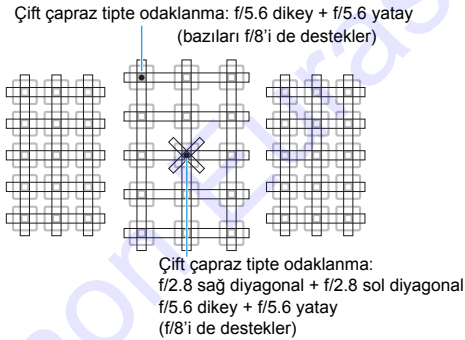 Çift çapraz tipte odaklanma: f/5.6 dikey + f/5.6 yatay
(bazıları f/8’i de destekler)
Çift çapraz tipte odaklanma:
f/2.8 sağ diyagonal + f/2.8 sol diyagonal
f/5.6 dikey + f/5.6 yatay
(f/8’i de destekler)